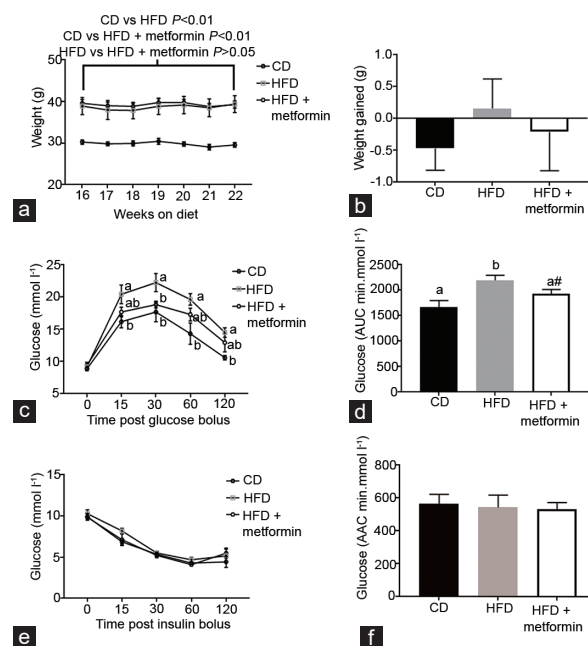 CD vs HFD P<0.01
CD vs HFD + metformin P<0.01
HFD vs HFD + metformin P>0.05
50
40
30
20
Weight (g)
16 17 18 19 20 21 22
Weeks on diet
CD
HFD
HFD +
metformin
a
1.0
0.5
0.0
-0.5
-1.0
Weight gained (g)
CD
HFD
HFD +
metformin
b
25
20
15
10
5
Glucose (mmol l⁻¹)
a
a
a
a
ab
b
ab
ab
b
b
b
b
0 15 30 60 120
Time post glucose bolus
CD
HFD
HFD +
metformin
c
2500
2000
1500
1000
500
0
Glucose (AUC min.mmol l⁻¹)
a
b
a#
CD
HFD
HFD +
metformin
d
15
10
5
0
Glucose (mmol l⁻¹)
0 15 30 60 120
Time post insulin bolus
CD
HFD
HFD +
metformin
e
800
600
400
200
0
Glucose (AAC min.mmol l⁻¹)
CD
HFD
HFD +
metformin
f